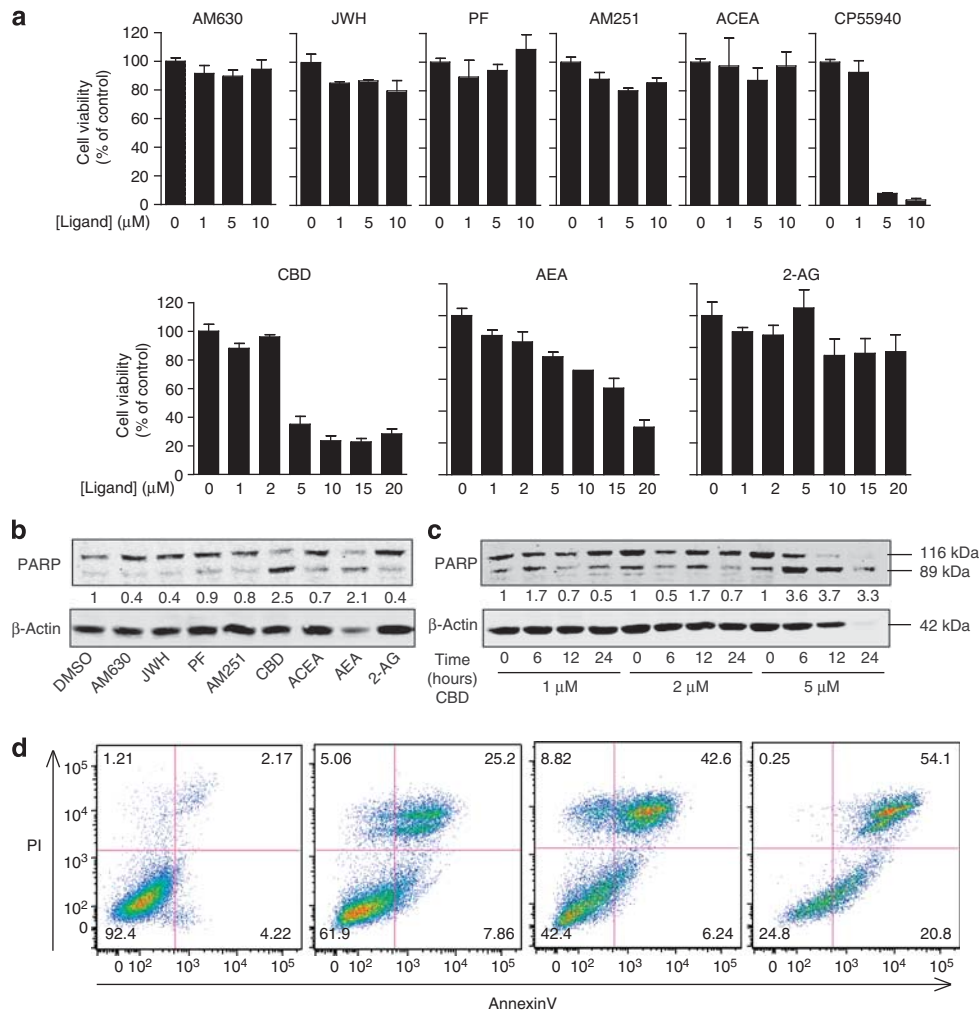 a
AM630 JWH PF AM251 ACEA CP55940
Cell viability
(% of control)
120
100
80
60
40
20
0
[Ligand] (μM) 0 1 5 10 0 1 5 10 0 1 5 10 0 1 5 10 0 1 5 10 0 1 5 10
CBD AEA 2-AG
Cell viability
(% of control)
120
100
80
60
40
20
0
[Ligand] (μM) 0 1 2 5 10 15 20 0 1 2 5 10 15 20 0 1 2 5 10 15 20
b
PARP
1 0.4 0.4 0.9 0.8 2.5 0.7 2.1 0.4
β-Actin
DMSO AM630 JWH PF AM251 CBD ACEA AEA 2-AG
c
PARP
116 kDa
89 kDa
1 1.7 0.7 0.5 1 0.5 1.7 0.7 1 3.6 3.7 3.3
β-Actin
42 kDa
Time 0 6 12 24 0 6 12 24 0 6 12 24
(hours)
CBD
1 μM 2 μM 5 μM
d
PI
10⁵
10⁴
10³
10²
0
1.21 2.17 5.06 25.2 8.82 42.6 0.25 54.1
92.4 4.22 61.9 7.86 42.4 6.24 24.8 20.8
0 10² 10³ 10⁴ 10⁵ 0 10² 10³ 10⁴ 10⁵ 0 10² 10³ 10⁴ 10⁵ 0 10² 10³ 10⁴ 10⁵
AnnexinV